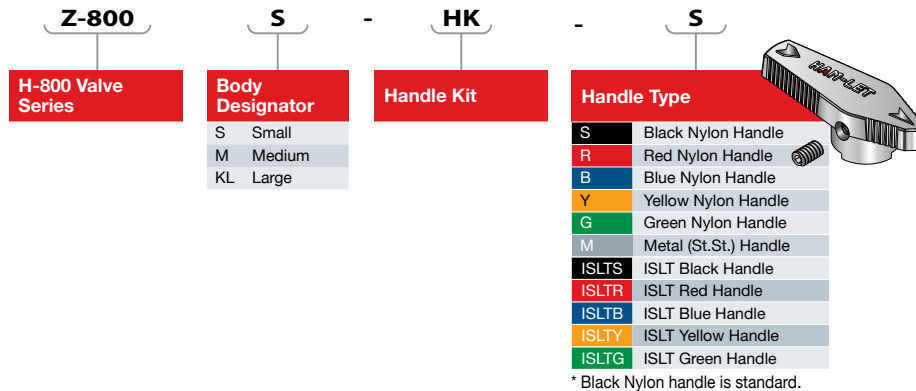 Z-800 S - HK - S
H-800 Valve
Series
Body
Designator
Handle Kit
Handle Type
HAM-LET
S Small
M Medium
KL Large
S Black Nylon Handle
R Red Nylon Handle
B Blue Nylon Handle
Y Yellow Nylon Handle
G Green Nylon Handle
M Metal (St.St.) Handle
ISLTS ISLT Black Handle
ISLTR ISLT Red Handle
ISLTB ISLT Blue Handle
ISLTY ISLT Yellow Handle
ISLTG ISLT Green Handle
* Black Nylon handle is standard.